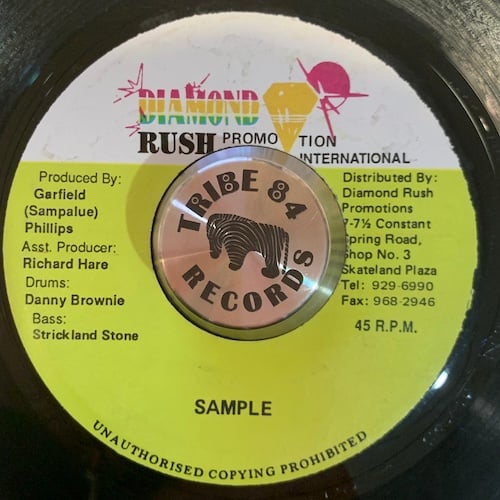 DIAMOND
RUSH PROMOTION
INTERNATIONAL
Produced By:
Garfield
(Sampalue)
Phillips
Asst. Producer:
Richard Hare
Drums:
Danny Brownie
Bass:
Strickland Stone
TRIBE 84
RECORDS
Distributed By:
Diamond Rush
Promotions
7-7½ Constant
Spring Road,
Shop No. 3
Skateland Plaza
Tel: 929-6990
Fax: 968-2946
45 R.P.M.
SAMPLE
UNAUTHORISED COPYING PROHIBITED